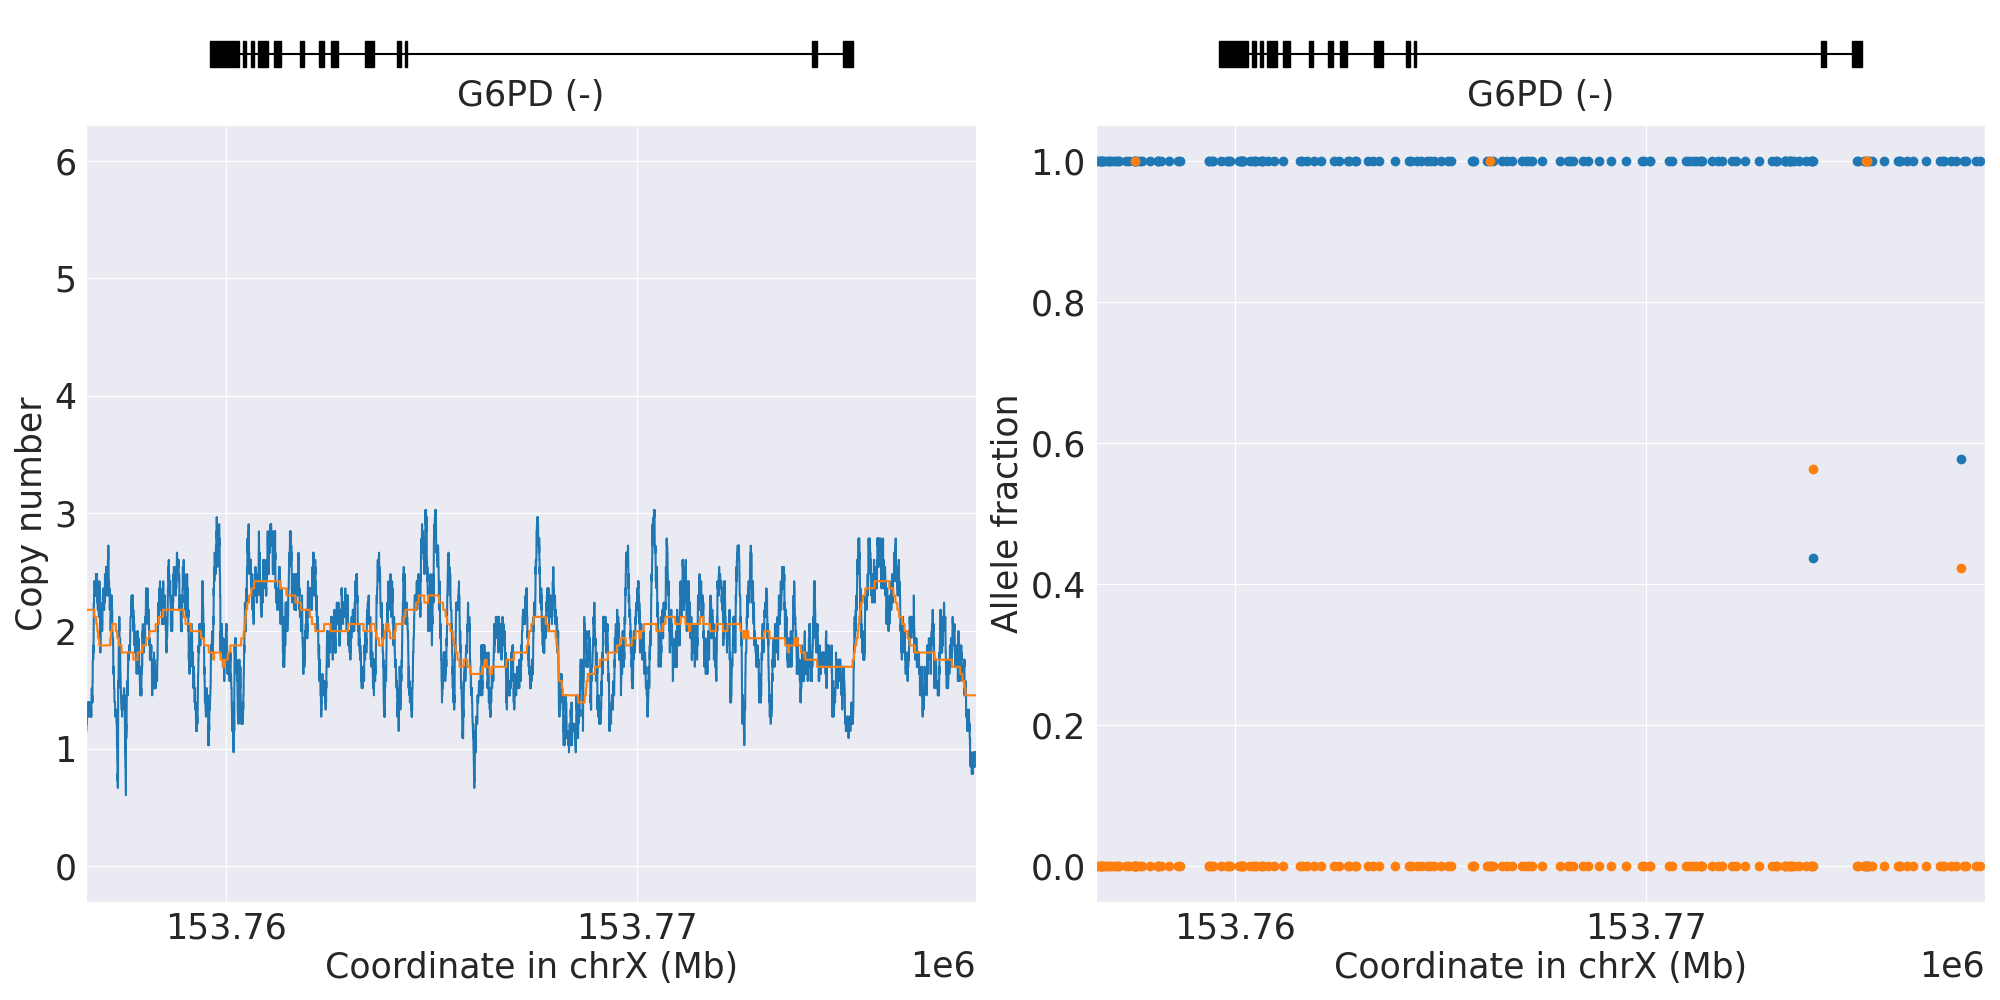 G6PD (-)
6
5
4
3
2
1
0
Copy number
153.76
153.77
Coordinate in chrX (Mb)
1e6
G6PD (-)
1.0
0.8
0.6
0.4
0.2
0.0
Allele fraction
153.76
153.77
Coordinate in chrX (Mb)
1e6